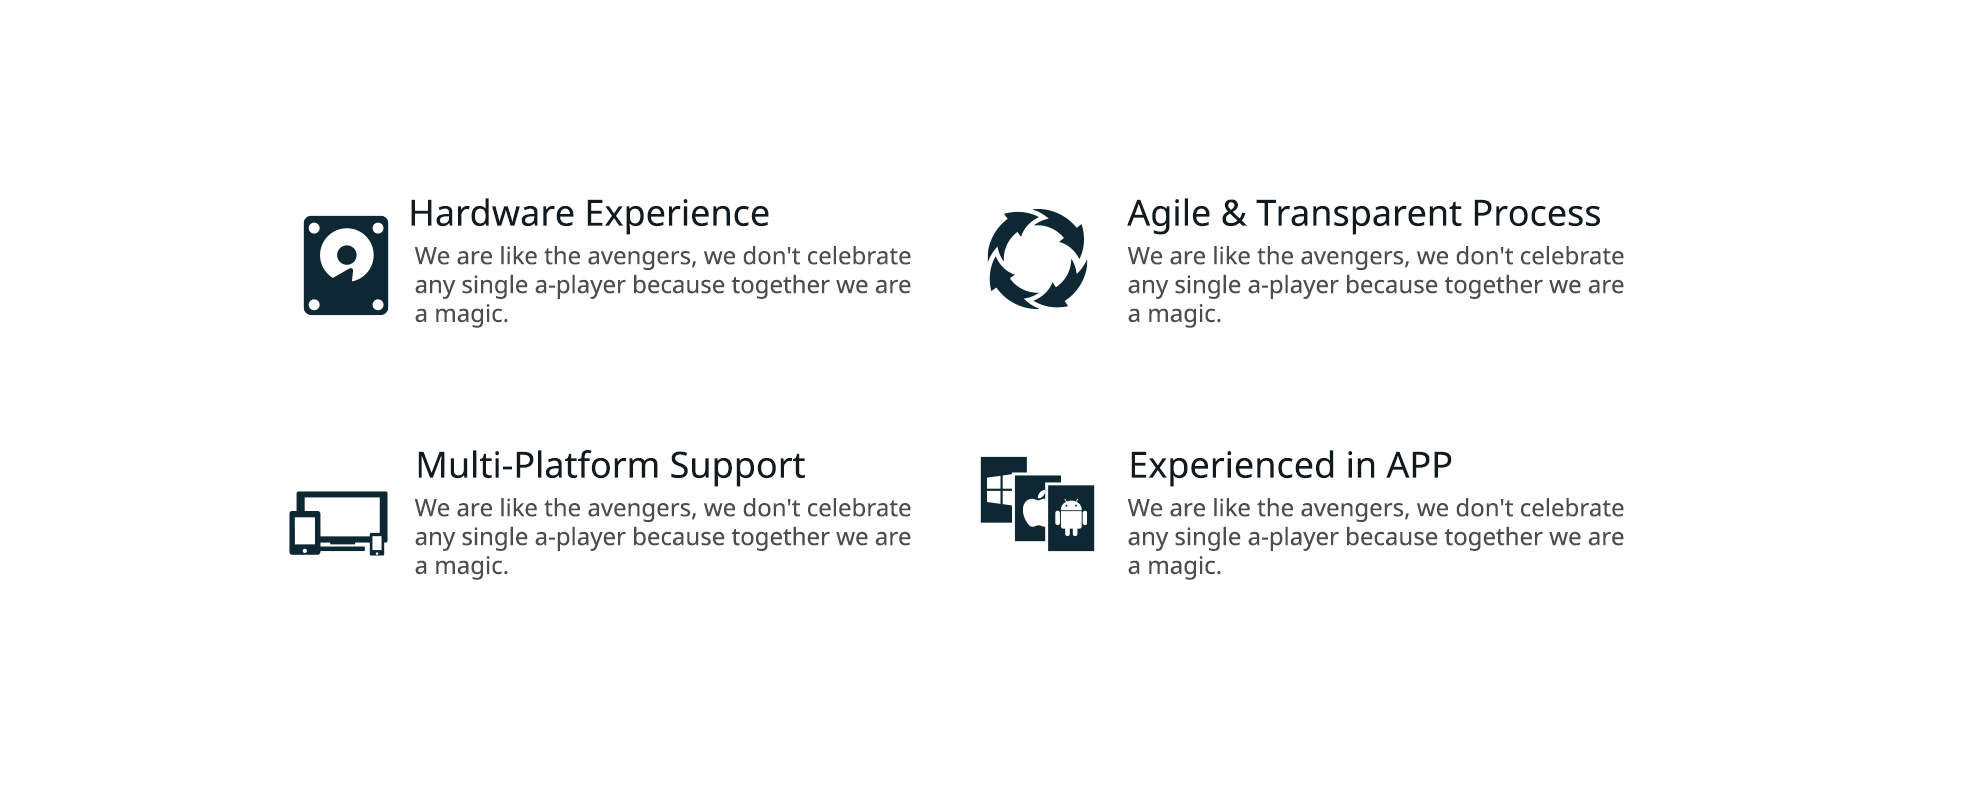 Hardware Experience
We are like the avengers, we don't celebrate
any single a-player because together we are
a magic.
Agile & Transparent Process
We are like the avengers, we don't celebrate
any single a-player because together we are
a magic.
Multi-Platform Support
We are like the avengers, we don't celebrate
any single a-player because together we are
a magic.
Experienced in APP
We are like the avengers, we don't celebrate
any single a-player because together we are
a magic.